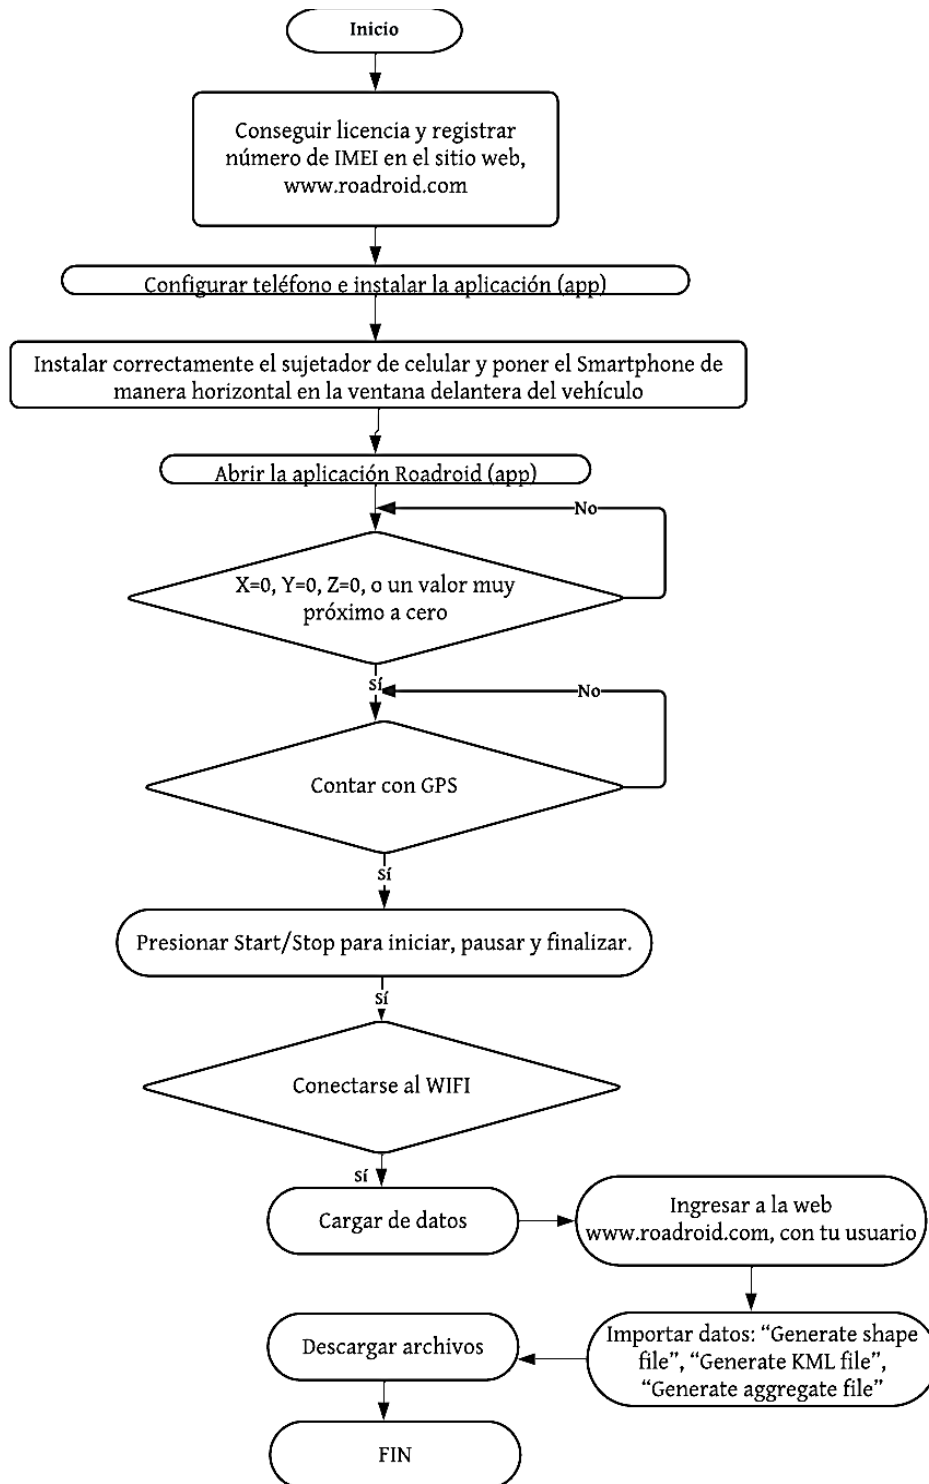 Inicio
Conseguir licencia y registrar
número de IMEI en el sitio web,
www.roadroid.com
Configurar teléfono e instalar la aplicación (app)
Instalar correctamente el sujetador de celular y poner el Smartphone de
manera horizontal en la ventana delantera del vehículo
Abrir la aplicación Roadroid (app)
No
X=0, Y=0, Z=0, o un valor muy
próximo a cero
Sí
No
Contar con GPS
Sí
Presionar Start/Stop para iniciar, pausar y finalizar.
Sí
Conectarse al WIFI
Sí
Cargar de datos
Ingresar a la web
www.roadroid.com, con tu usuario
Importar datos: “Generate shape
file”, “Generate KML file”,
“Generate aggregate file”
Descargar archivos
FIN